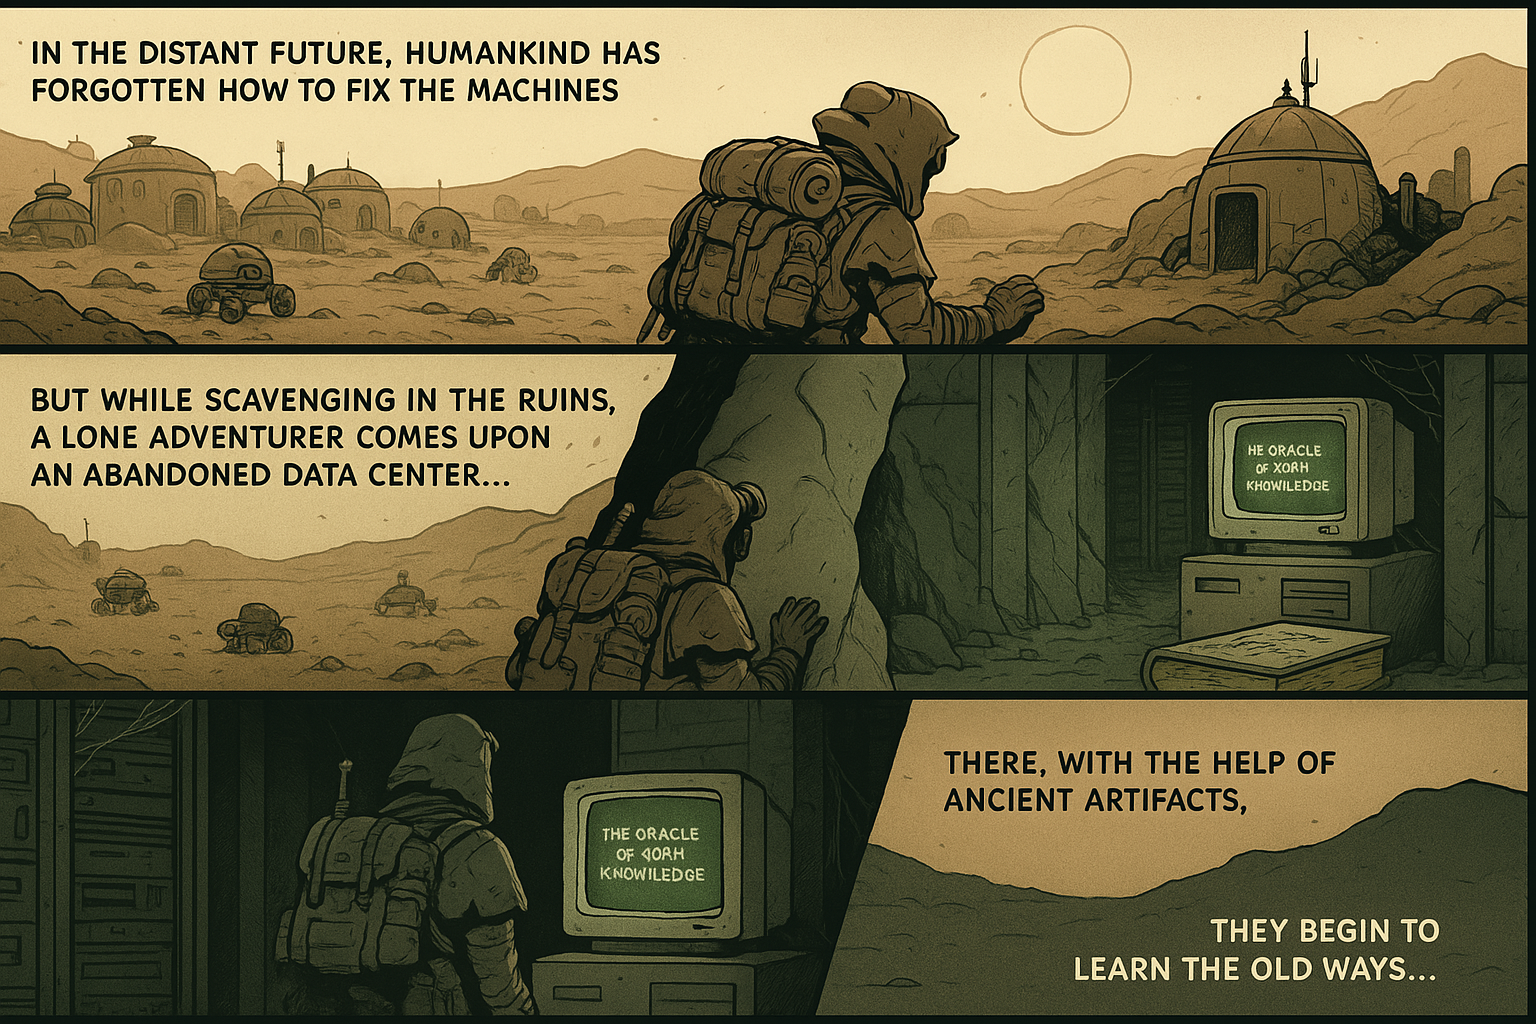 IN THE DISTANT FUTURE, HUMANKIND HAS
FORGOTTEN HOW TO FIX THE MACHINES
BUT WHILE SCAVENGING IN THE RUINS,
A LONE ADVENTURER COMES UPON
AN ABANDONED DATA CENTER...
HE ORACLE
OF XORH
KHOWILEDGE
THE ORACLE
OF
KNOWILEDGE
THERE, WITH THE HELP OF
ANCIENT ARTIFACTS,
THEY BEGIN TO
LEARN THE OLD WAYS...